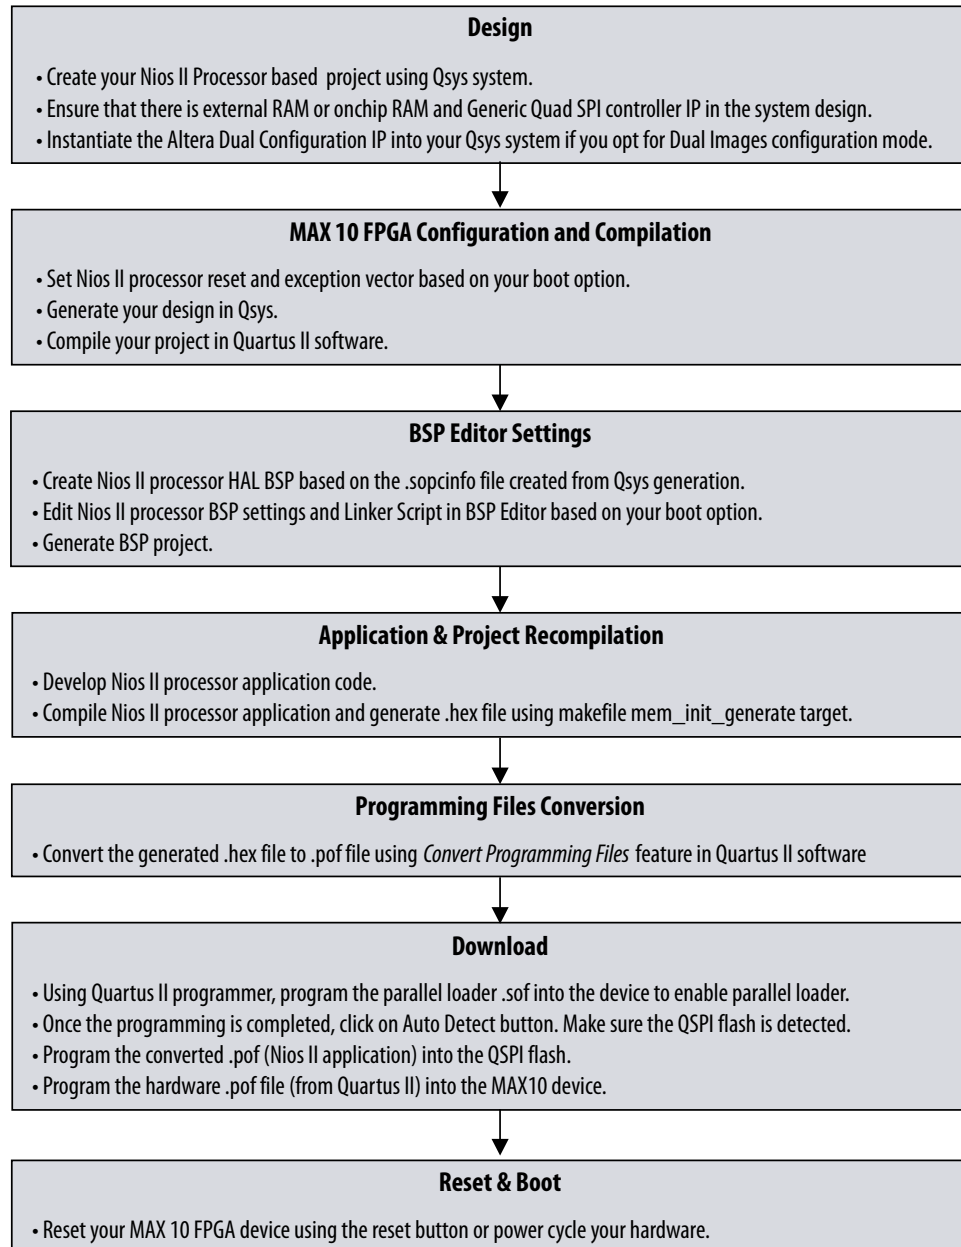 Design
• Create your Nios II Processor based project using Qsys system.
• Ensure that there is external RAM or onchip RAM and Generic Quad SPI controller IP in the system design.
• Instantiate the Altera Dual Configuration IP into your Qsys system if you opt for Dual Images configuration mode.
MAX 10 FPGA Configuration and Compilation
• Set Nios II processor reset and exception vector based on your boot option.
• Generate your design in Qsys.
• Compile your project in Quartus II software.
BSP Editor Settings
• Create Nios II processor HAL BSP based on the .sopcinfo file created from Qsys generation.
• Edit Nios II processor BSP settings and Linker Script in BSP Editor based on your boot option.
• Generate BSP project.
Application & Project Recompilation
• Develop Nios II processor application code.
• Compile Nios II processor application and generate .hex file using makefile mem_init_generate target.
Programming Files Conversion
• Convert the generated .hex file to .pof file using Convert Programming Files feature in Quartus II software
Download
• Using Quartus II programmer, program the parallel loader .sof into the device to enable parallel loader.
• Once the programming is completed, click on Auto Detect button. Make sure the QSPI flash is detected.
• Program the converted .pof (Nios II application) into the QSPI flash.
• Program the hardware .pof file (from Quartus II) into the MAX10 device.
Reset & Boot
• Reset your MAX 10 FPGA device using the reset button or power cycle your hardware.